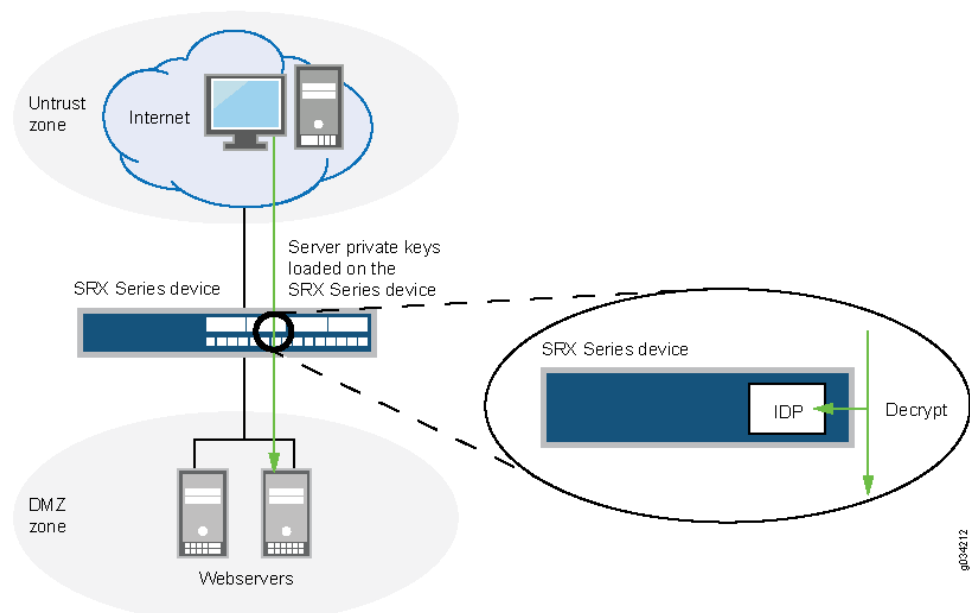 Untrust
zone
Internet
Server private keys
loaded on the
SRX Series device
SRX Series device
SRX Series device
IDP
Decrypt
DMZ
zone
Webservers
g034212